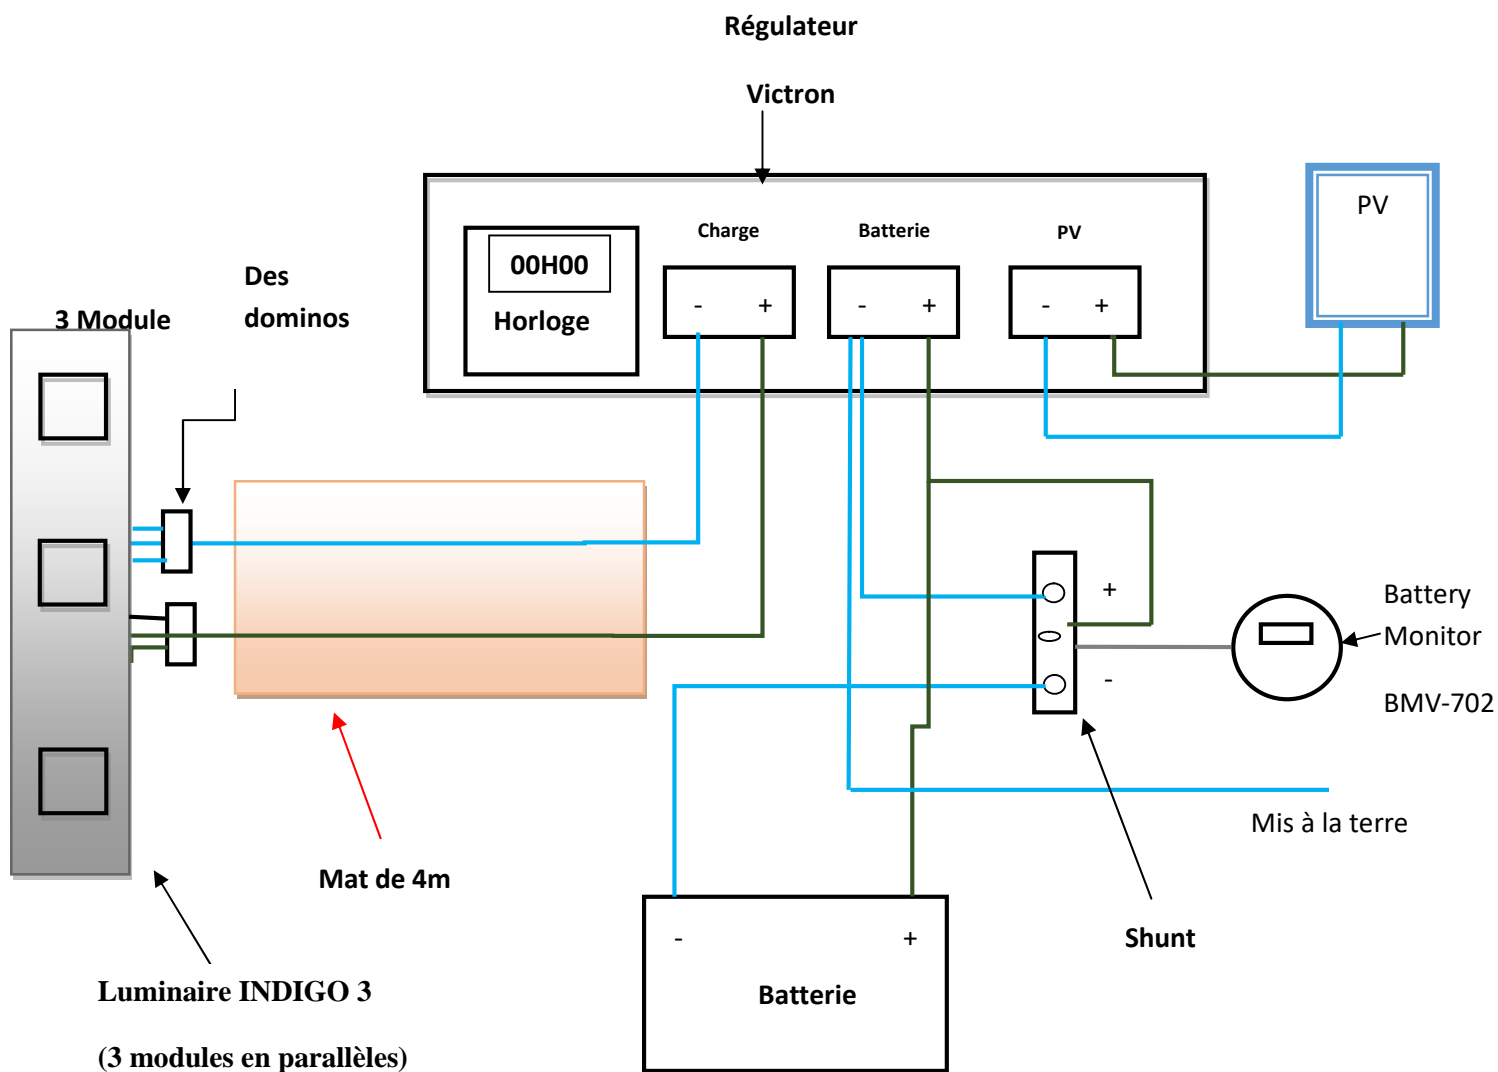 Régulateur
Victron
Charge
Batterie
PV
PV
00H00
Horloge
- +
- +
- +
Des
dominos
3 Module
+
-
Battery
Monitor
BMV-702
Mis à la terre
Mat de 4m
Shunt
- +
Batterie
Luminaire INDIGO 3
(3 modules en parallèles)